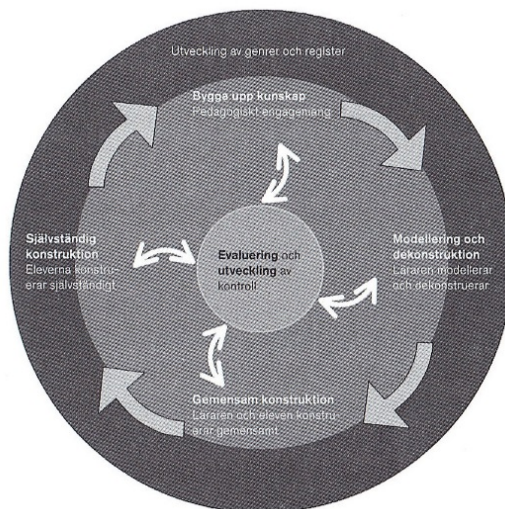 Utveckling av genrer och register
Bygga upp kunskap
Pedagogiskt engagemang
Modellering och
dekonstruktion
Läraren modellerar
och dekonstruerar
Gemensam konstruktion
Läraren och eleven konstru-
erar gemensamt
Självständig
konstruktion
Eleverna konstru-
erar självständigt
Evaluering och
utveckling av
kontroll